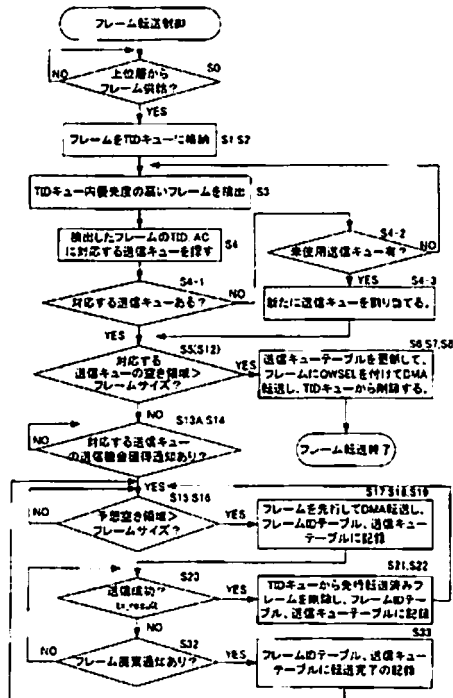 フレーム転送制御
上位層から
フレーム供給?
S0
NO
YES
フレームをTIDキューに格納
S1 S2
TIDキュー内優先度の高いフレームを検出
S3
検出したフレームのTID, AC
に対応する送信キューを探す
S4
S4-1
対応する送信キューある?
NO
YES
S4-2
未使用送信キュー有?
NO
YES
S4-3
新たに送信キューを割り当てる。
S5(S12)
対応する
送信キューの空き領域>
フレームサイズ?
YES
NO
S6,S7,S8
送信キューテーブルを更新して、
フレームにQWSELを付けてDMA
転送し、TIDキューから削除する。
フレーム転送終了
S13A S14
対応する送信キュー
の送信機会獲得通知あり?
NO
YES
S15 S16
予想空き領域>
フレームサイズ?
NO
YES
S17 S18, S19
フレームを先行してDMA転送し、
フレームIDテーブル、送信キュー
テーブルに記録
S23
送信成功?
tx_result
YES
NO
S21, S22
TIDキューから先行転送済みフ
レームを削除し、フレームIDテー
ブル、送信キューテーブルに記録
S32
フレーム廃棄通知あり?
NO
YES
S33
フレームIDテーブル、送信キュー
テーブルに転送完了の記録